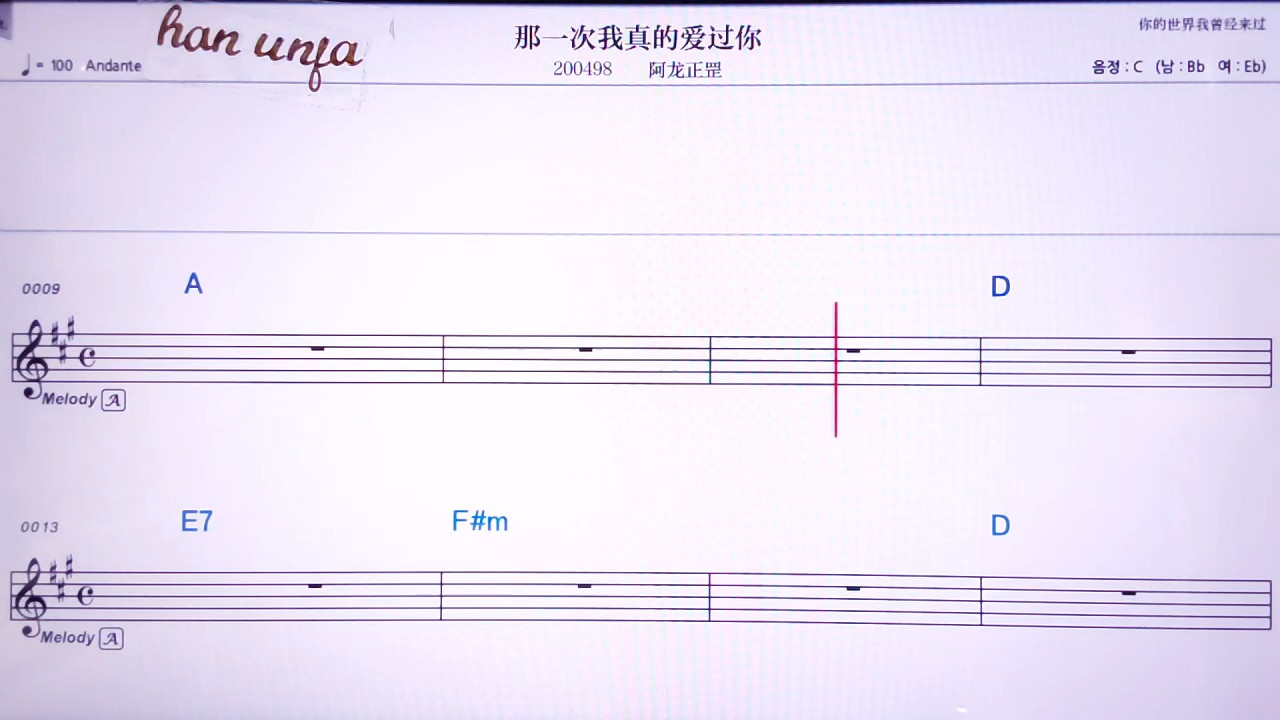 han unfa
那一次我真的爱过你
你的世界我曾经来过
♩ = 100 Andante
200498 阿龙正罡
음정 : C (남 : Bb 여 : Eb)
0009
A D
Melody A
0013
E7 F#m D
Melody A